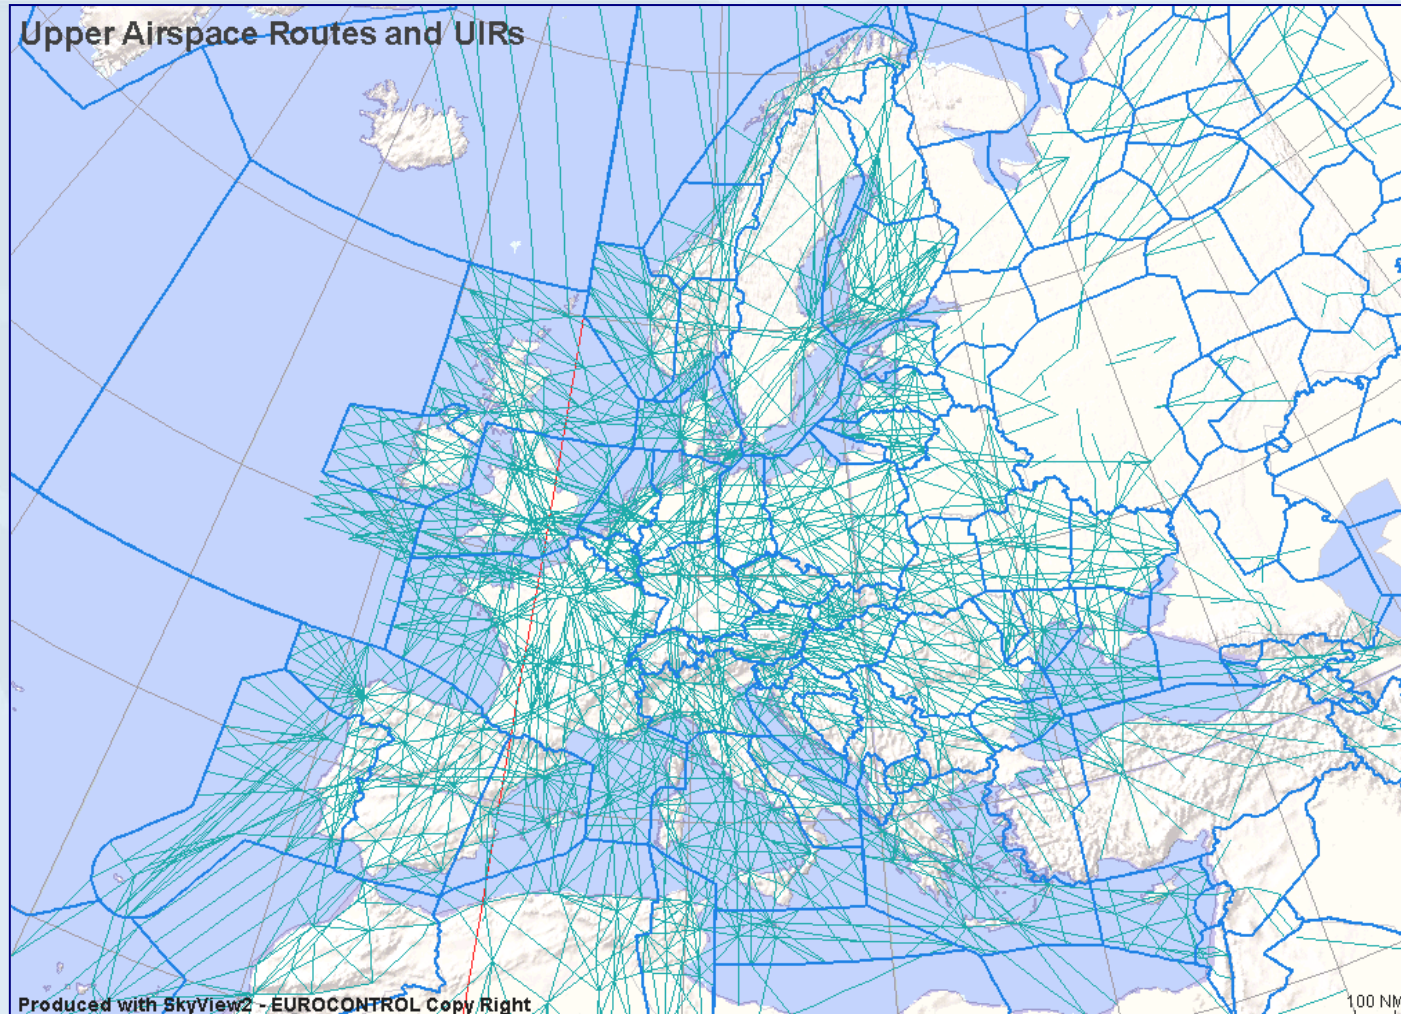 Upper Airspace Routes and UIRs
Produced with SkyView2 - EUROCONTROL Copy Right
100 NM